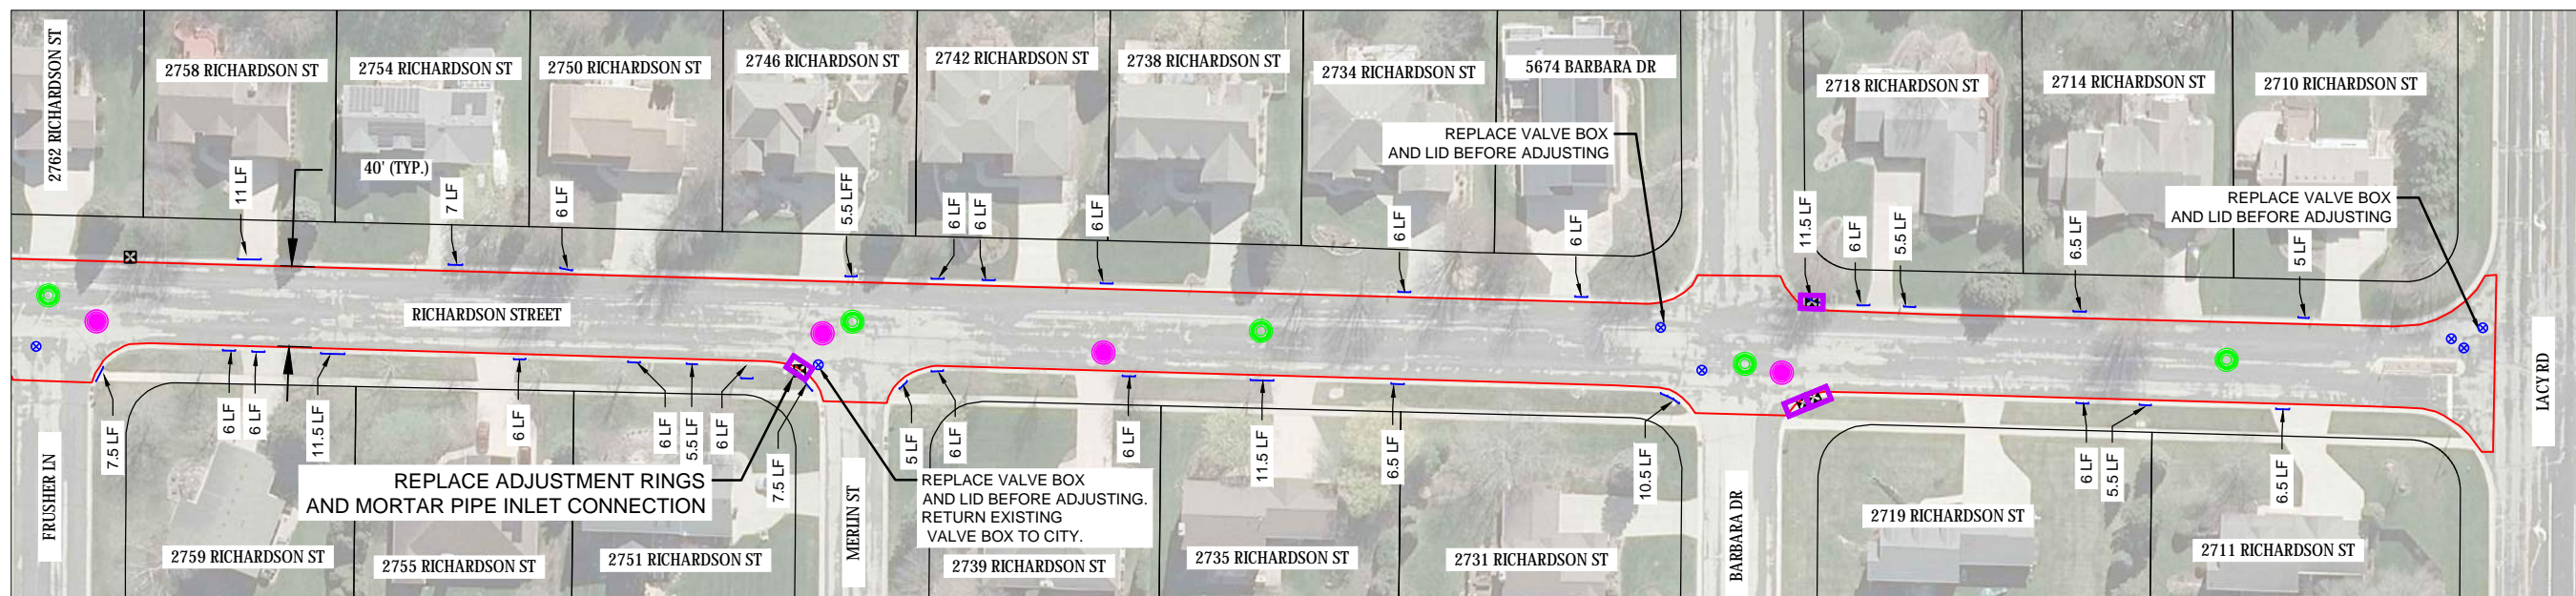 2762 RICHARDSON ST
2758 RICHARDSON ST
2754 RICHARDSON ST
2750 RICHARDSON ST
2746 RICHARDSON ST
2742 RICHARDSON ST
2738 RICHARDSON ST
2734 RICHARDSON ST
5674 BARBARA DR
2718 RICHARDSON ST
2714 RICHARDSON ST
2710 RICHARDSON ST
REPLACE VALVE BOX
AND LID BEFORE ADJUSTING
REPLACE VALVE BOX
AND LID BEFORE ADJUSTING
40' (TYP.)
11 LF
7 LF
6 LF
5.5 LFF
6 LF
6 LF
6 LF
6 LF
6 LF
11.5 LF
6 LF
5.5 LF
6.5 LF
5 LF
RICHARDSON STREET
LACY RD
7.5 LF
6 LF
6 LF
11.5 LF
6 LF
6 LF
5.5 LF
6 LF
7.5 LF
5 LF
6 LF
6 LF
11.5 LF
6.5 LF
10.5 LF
6 LF
5.5 LF
6.5 LF
FRUSHER LN
REPLACE ADJUSTMENT RINGS
AND MORTAR PIPE INLET CONNECTION
MERLIN ST
REPLACE VALVE BOX
AND LID BEFORE ADJUSTING.
RETURN EXISTING
VALVE BOX TO CITY.
BARBARA DR
2759 RICHARDSON ST
2755 RICHARDSON ST
2751 RICHARDSON ST
2739 RICHARDSON ST
2735 RICHARDSON ST
2731 RICHARDSON ST
2719 RICHARDSON ST
2711 RICHARDSON ST